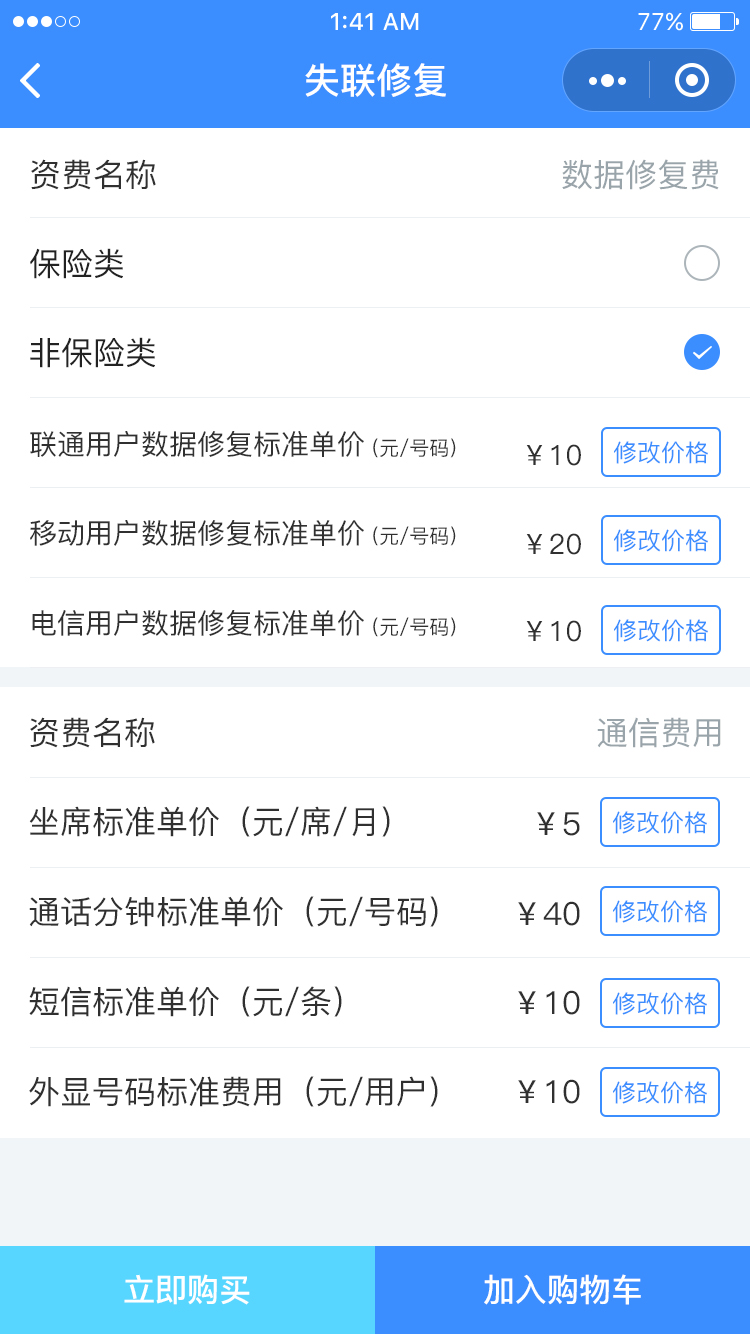 1:41 AM 77%
失联修复
资费名称 数据修复费
保险类
非保险类
联通用户数据修复标准单价 (元/号码) ¥10 修改价格
移动用户数据修复标准单价 (元/号码) ¥20 修改价格
电信用户数据修复标准单价 (元/号码) ¥10 修改价格
资费名称 通信费用
坐席标准单价（元/席/月） ¥5 修改价格
通话分钟标准单价（元/号码） ¥40 修改价格
短信标准单价（元/条） ¥10 修改价格
外显号码标准费用（元/用户） ¥10 修改价格
立即购买 加入购物车